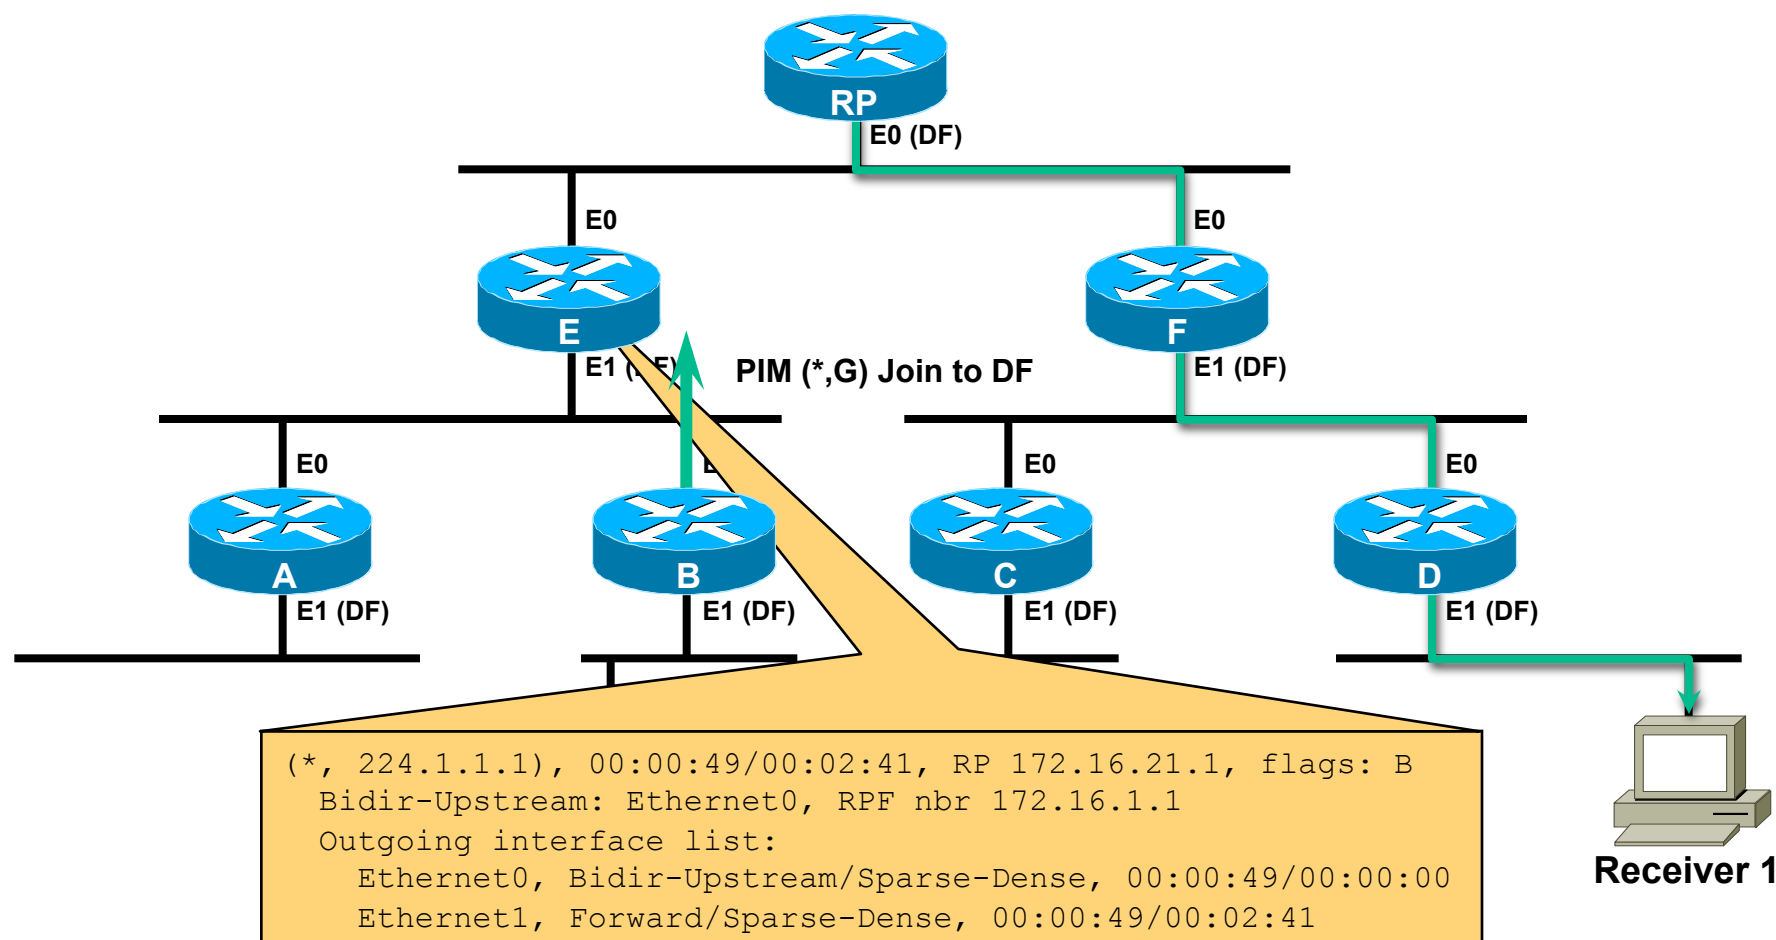 RP
E0 (DF)
E0
E0
E
F
E1
PIM (*,G) Join to DF
E1 (DF)
E0
E0
E0
A
B
C
D
E1 (DF)
E1 (DF)
E1 (DF)
E1 (DF)
(*, 224.1.1.1), 00:00:49/00:02:41, RP 172.16.21.1, flags: B
Bidir-Upstream: Ethernet0, RPF nbr 172.16.1.1
Outgoing interface list:
Ethernet0, Bidir-Upstream/Sparse-Dense, 00:00:49/00:00:00
Ethernet1, Forward/Sparse-Dense, 00:00:49/00:02:41
Receiver 1